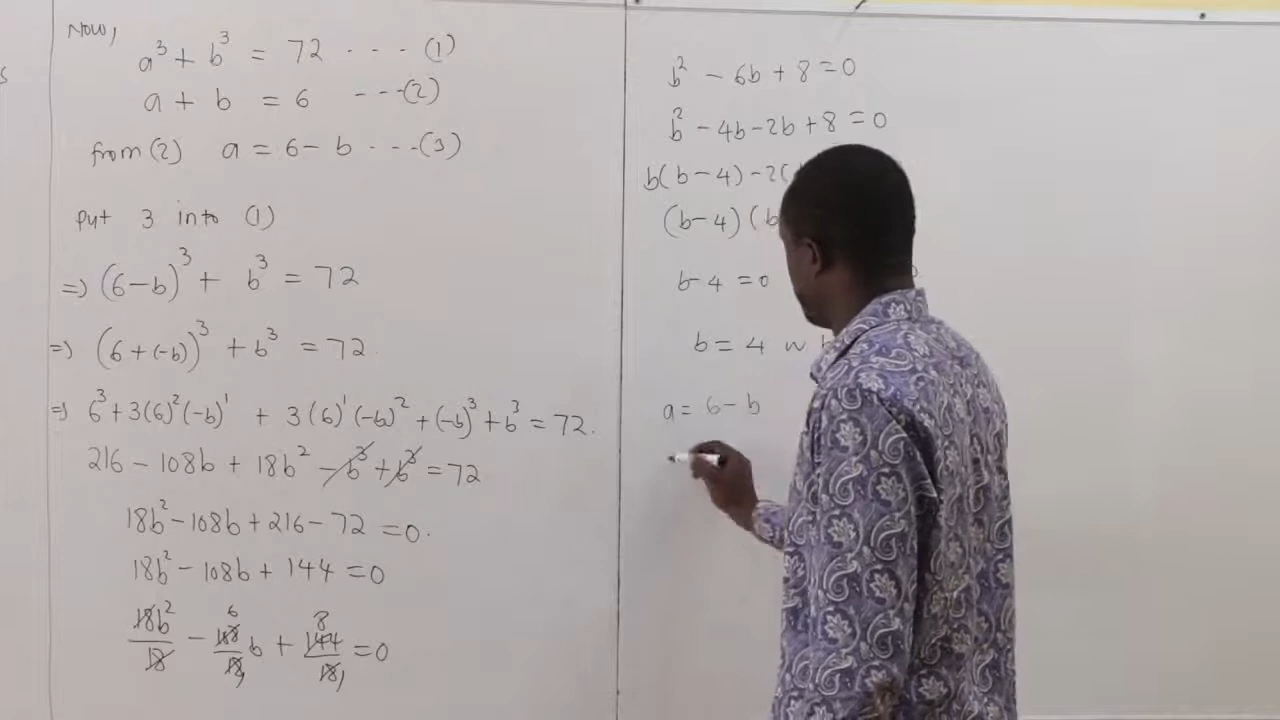 s
Now,
a³ + b³ = 72 - - - - (1)
a + b = 6 - - - (2)
from (2) a = 6 - b - - - - (3)
put 3 into (1)
=) (6-b)³ + b³ = 72
=) (6+(-b))³ + b³ = 72.
=) 6³ + 3(6)²(-b)¹ + 3(6)¹(-b)² + (-b)³ + b³ = 72.
216 - 108b + 18b² - b³ + b³ = 72
18b² - 108b + 216 - 72 = 0.
18b² - 108b + 144 = 0
18b²/18 - 108/18 b + 144/18 = 0
6 8
b² - 6b + 8 = 0
b² - 4b - 2b + 8 = 0
b(b-4) - 2(
(b-4)(b
b-4 = 0
b = 4
a = 6 - b